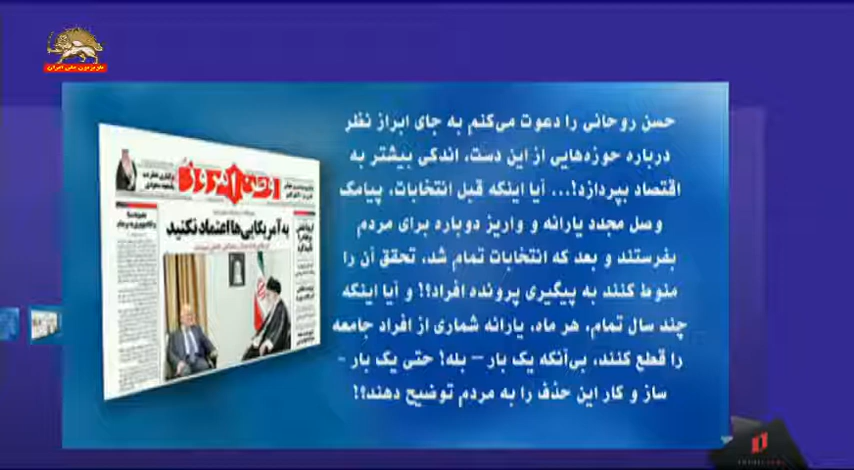 تلویزیون ملی ایران
به آمریکایی‌ها اعتماد نکنید
حسن روحانی را دعوت می‌کنم به جای ابراز نظر
درباره حوزه‌هایی از این دست، اندکی بیشتر به
اقتصاد بپردازد!... آیا اینکه قبل انتخابات، پیامک
وصل مجدد یارانه و واریز دوباره برای مردم
بفرستند و بعد که انتخابات تمام شد، تحقق آن را
منوط کنند به پیگیری پرونده افراد؟! و آیا اینکه
چند سال تمام، هر ماه، یارانه شماری از افراد جامعه
را قطع کنند، بی‌آنکه یک بار – بله! حتی یک بار -
ساز و کار این حذف را به مردم توضیح دهند؟!